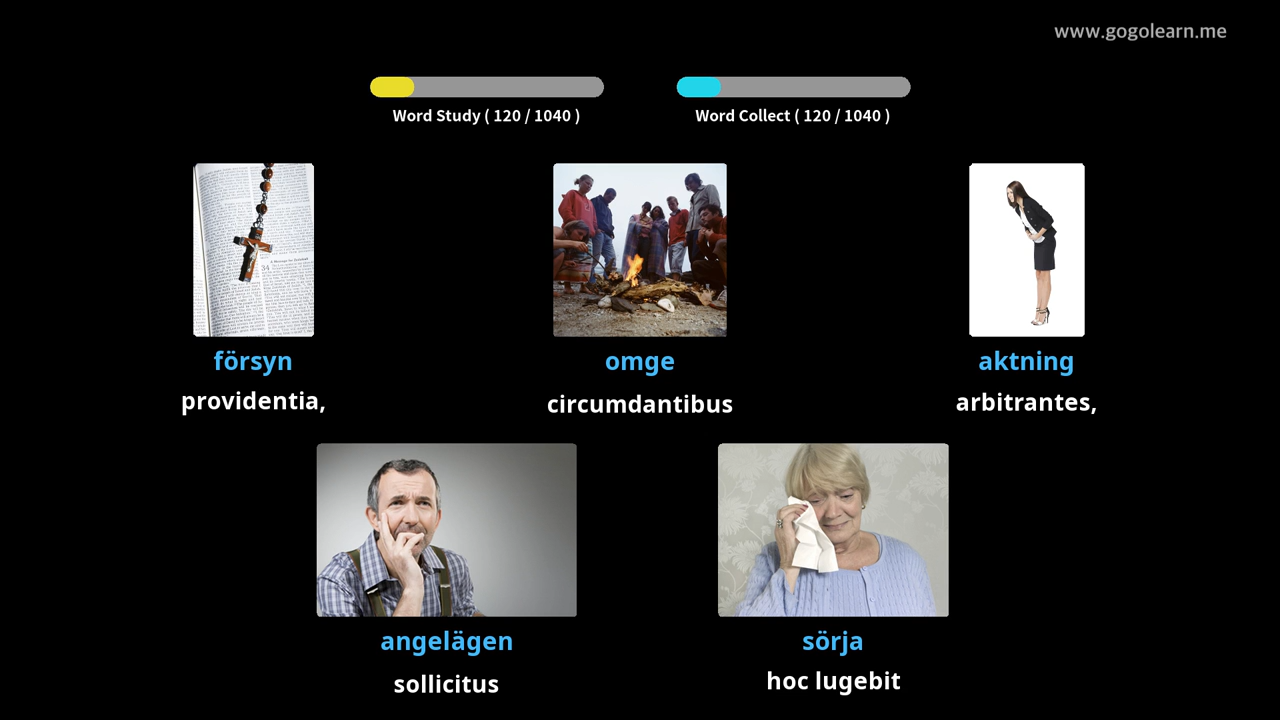 www.gogolearn.me
Word Study ( 120 / 1040 )
Word Collect ( 120 / 1040 )
försyn
omge
aktning
providentia,
circumdantibus
arbitrantes,
angelägen
sörja
sollicitus
hoc lugebit